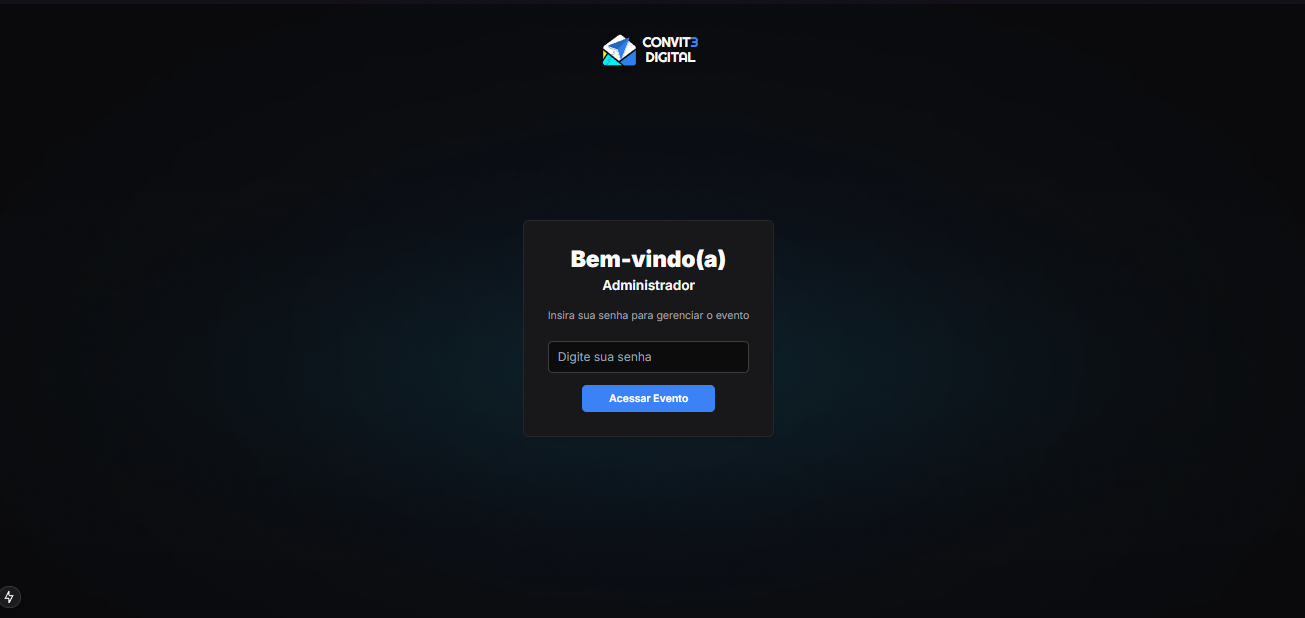 CONVIT3
DIGITAL
Bem-vindo(a)
Administrador
Insira sua senha para gerenciar o evento
Digite sua senha
Acessar Evento